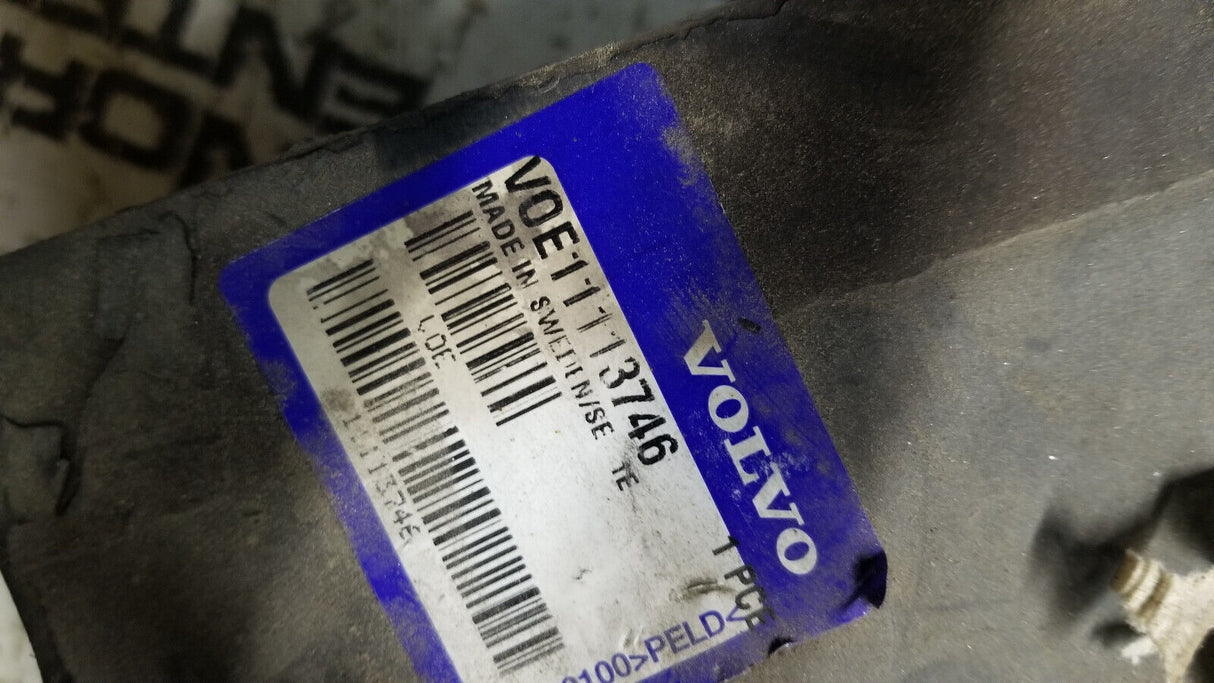 VOLVO
VOE11113746
MADE IN SWEDEN/SE TE
1 PCE
VOE
11113746
0100>PELD<